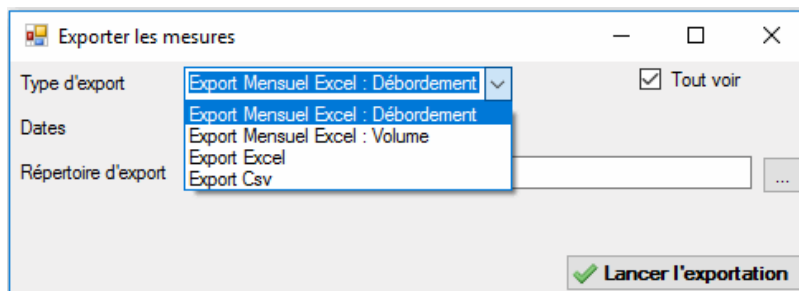 Exporter les mesures
Type d'export Export Mensuel Excel : Débordement Tout voir
Export Mensuel Excel : Débordement
Dates
Export Mensuel Excel : Volume
Export Excel
Répertoire d'export ...
Export Csv
Lancer l'exportation